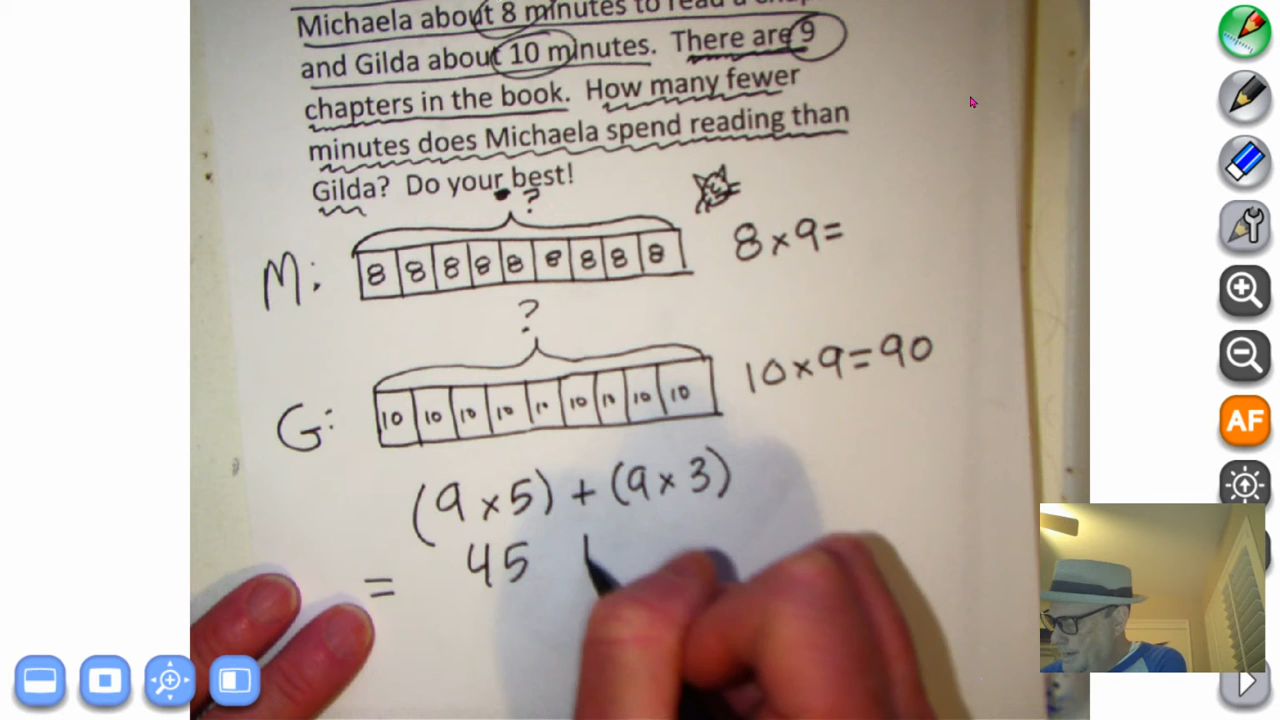 Michaela about 8 minutes to read a chap
and Gilda about 10 minutes. There are 9
chapters in the book. How many fewer
minutes does Michaela spend reading than
Gilda? Do your best!
?
M: 8 8 8 8 8 8 8 8 8 8×9=
?
G: 10 10 10 10 10 10 10 10 10 10×9=90
(9×5)+(9×3)
= 45
AF